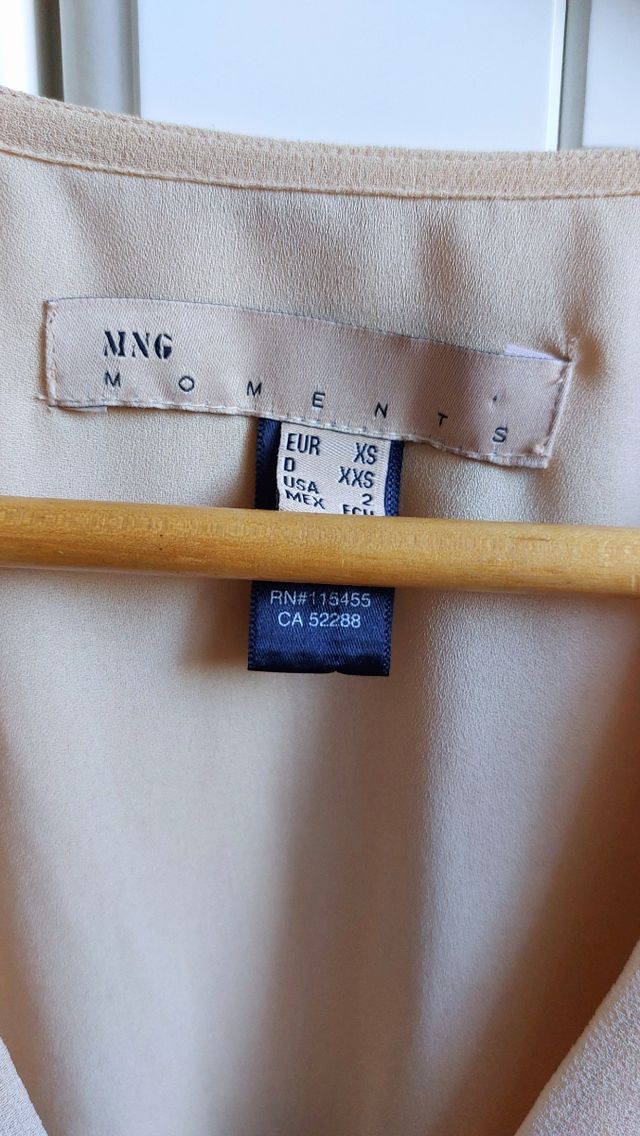 MNG
MOMENTS
EUR XS
D XXS
USA 2
MEX
RN#115455
CA 52288